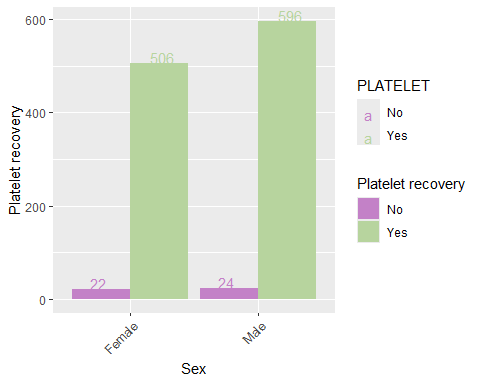 600
400
200
0
Platelet recovery
22
506
24
596
Female
Male
Sex
PLATELET
a No
a Yes
Platelet recovery
No
Yes